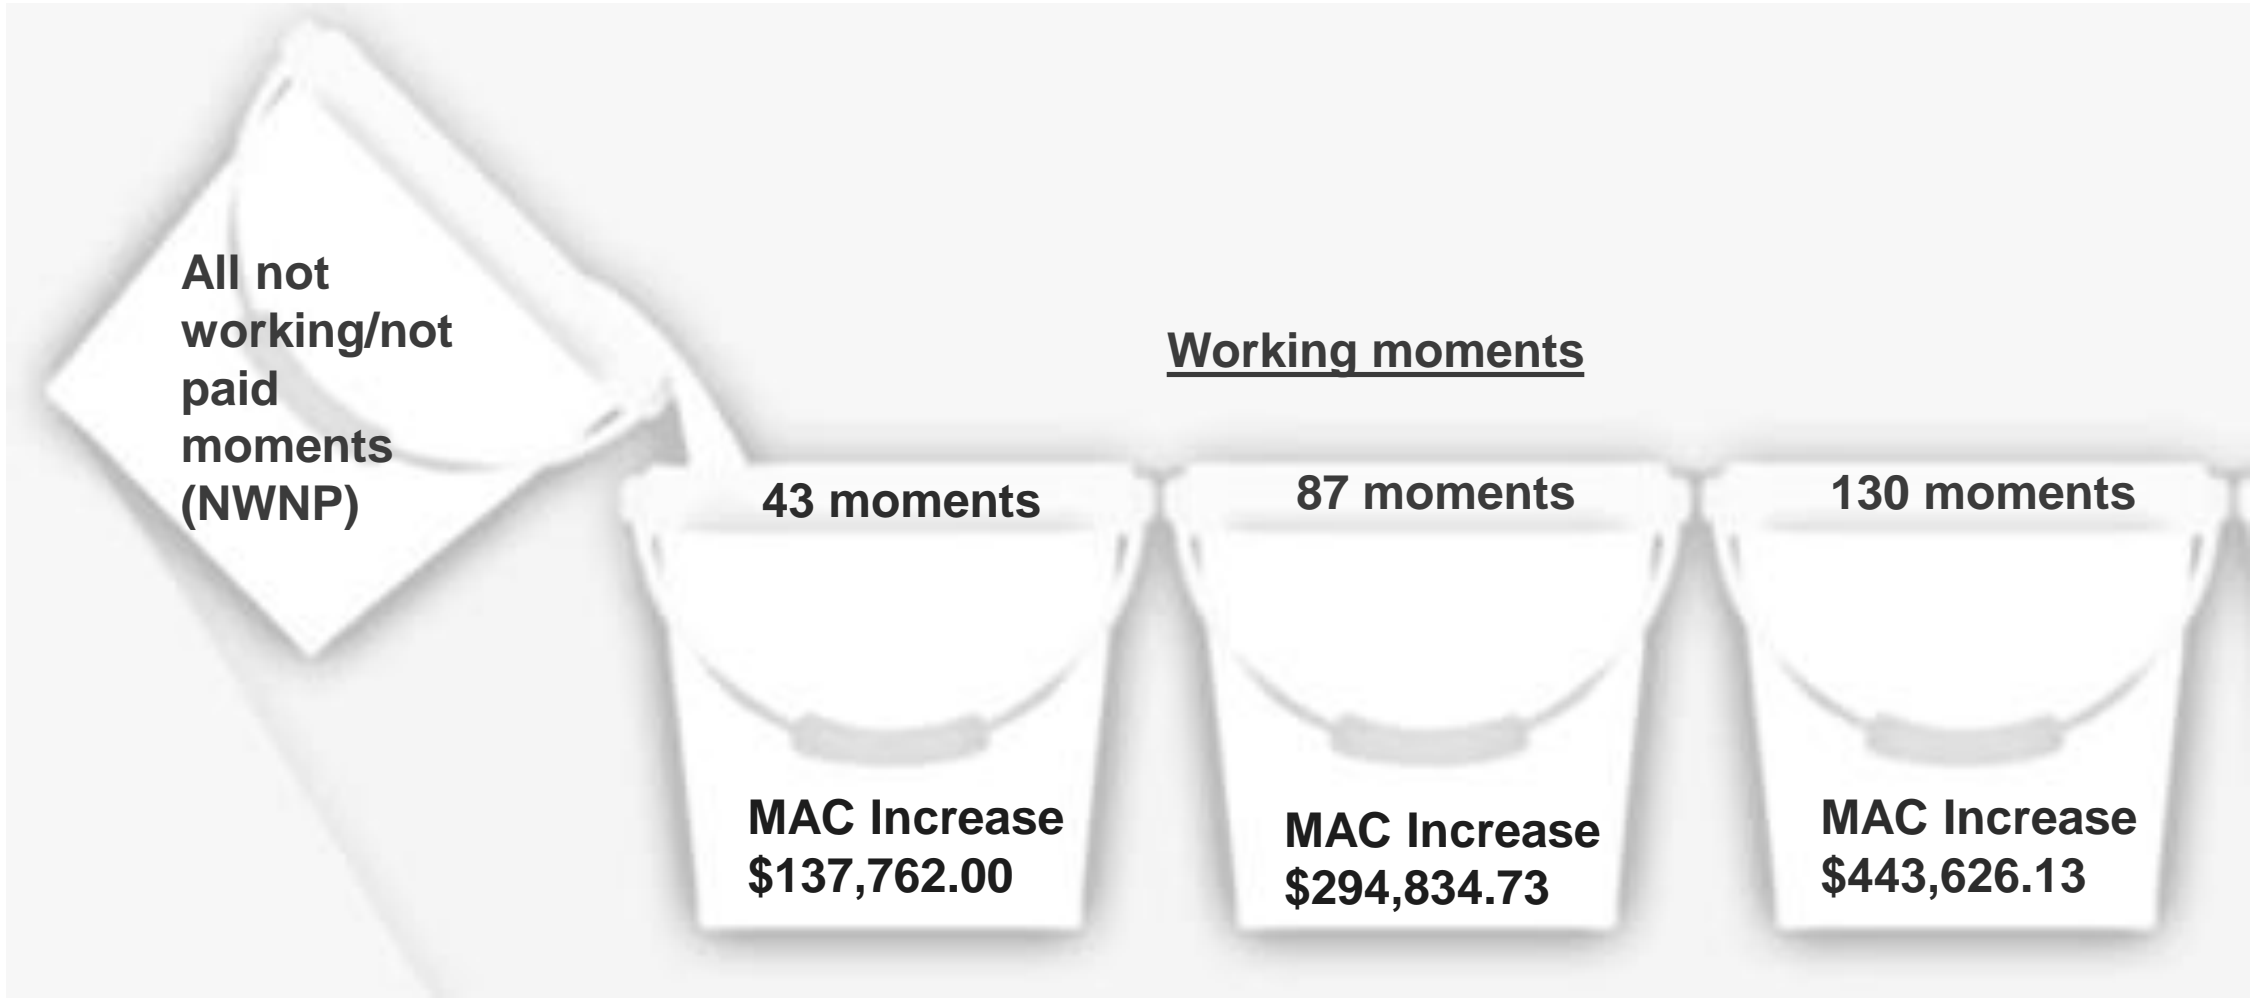 All not
working/not
paid
moments
(NWNP)
Working moments
43 moments
87 moments
130 moments
MAC Increase
$137,762.00
MAC Increase
$294,834.73
MAC Increase
$443,626.13